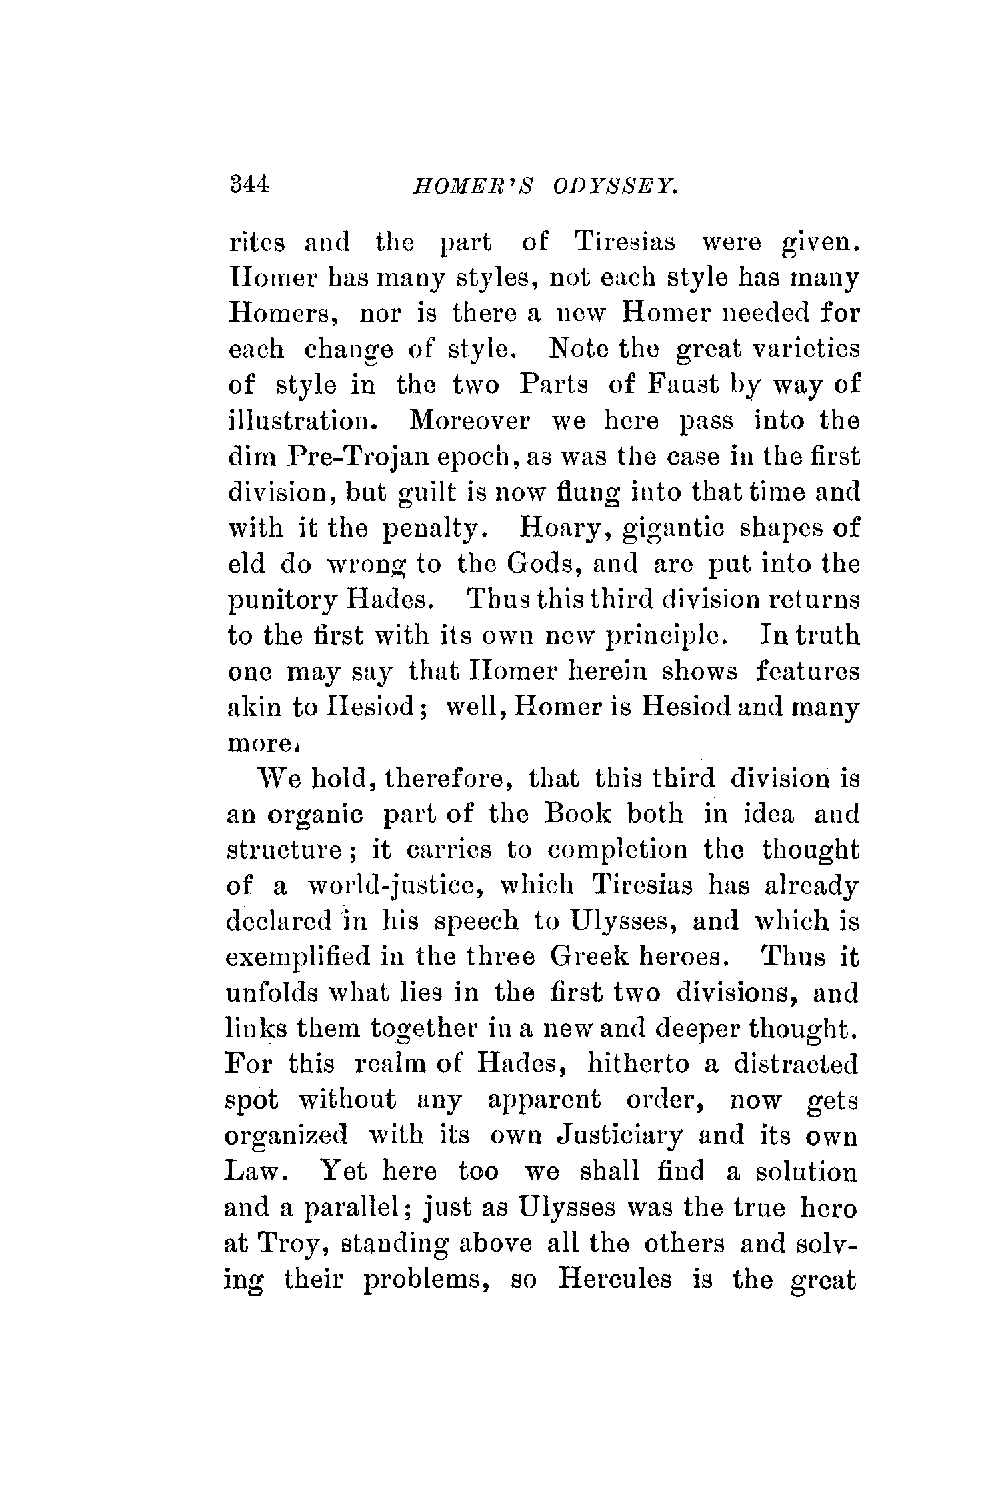 344 HOMER'S ODYSSEY.
rites and the part of Tiresias were given.
Homer has many styles, not each style has many
Homers, nor is there a new Homer needed for
each change of style. Note the great varieties
of style in the two Parts of Faust by way of
illustration. Moreover we here pass into the
dim Pre-Trojan epoch, as was the case in the first
division, but guilt is now flung into that time and
with it the penalty. Hoary, gigantic shapes of
eld do wrong to the Gods, and are put into the
punitory Hades. Thus this third division returns
to the first with its own new principle. In truth
one may say that Homer herein shows features
akin to Hesiod; well, Homer is Hesiod and many
more.
We hold, therefore, that this third division is
an organic part of the Book both in idea and
structure; it carries to completion the thought
of a world-justice, which Tiresias has already
declared in his speech to Ulysses, and which is
exemplified in the three Greek heroes. Thus it
unfolds what lies in the first two divisions, and
links them together in a new and deeper thought.
For this realm of Hades, hitherto a distracted
spot without any apparent order, now gets
organized with its own Justiciary and its own
Law. Yet here too we shall find a solution
and a parallel; just as Ulysses was the true hero
at Troy, standing above all the others and solv-
ing their problems, so Hercules is the great